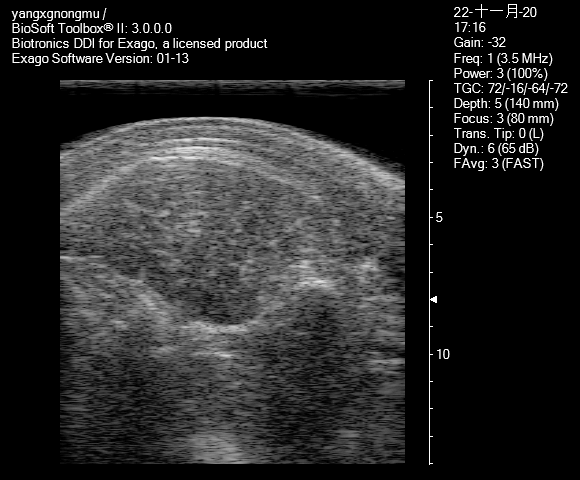 yangxgnongmu /
BioSoft Toolbox® II: 3.0.0.0
Biotronics DDI for Exago, a licensed product
Exago Software Version: 01-13
22-十一月-20
17:16
Gain: -32
Freq: 1 (3.5 MHz)
Power: 3 (100%)
TGC: 72/-16/-64/-72
Depth: 5 (140 mm)
Focus: 3 (80 mm)
Trans. Tip: 0 (L)
Dyn.: 6 (65 dB)
FAvg: 3 (FAST)
5
10